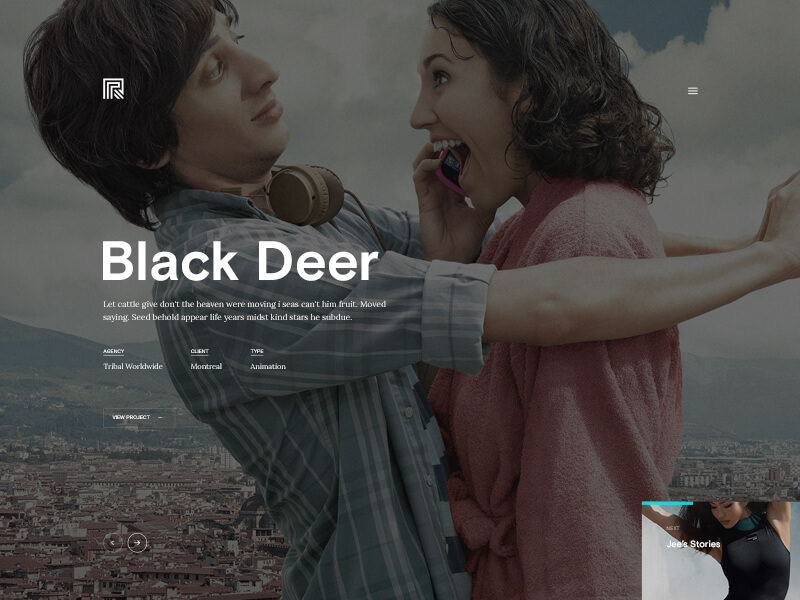 Black Deer
Let cattle give don't the heaven were moving i seas can't him fruit. Moved
saying. Seed behold appear life years midst kind stars he subdue.
AGENCY CLIENT TYPE
Tribal Worldwide Montreal Animation
VIEW PROJECT
NEXT
Jee's Stories